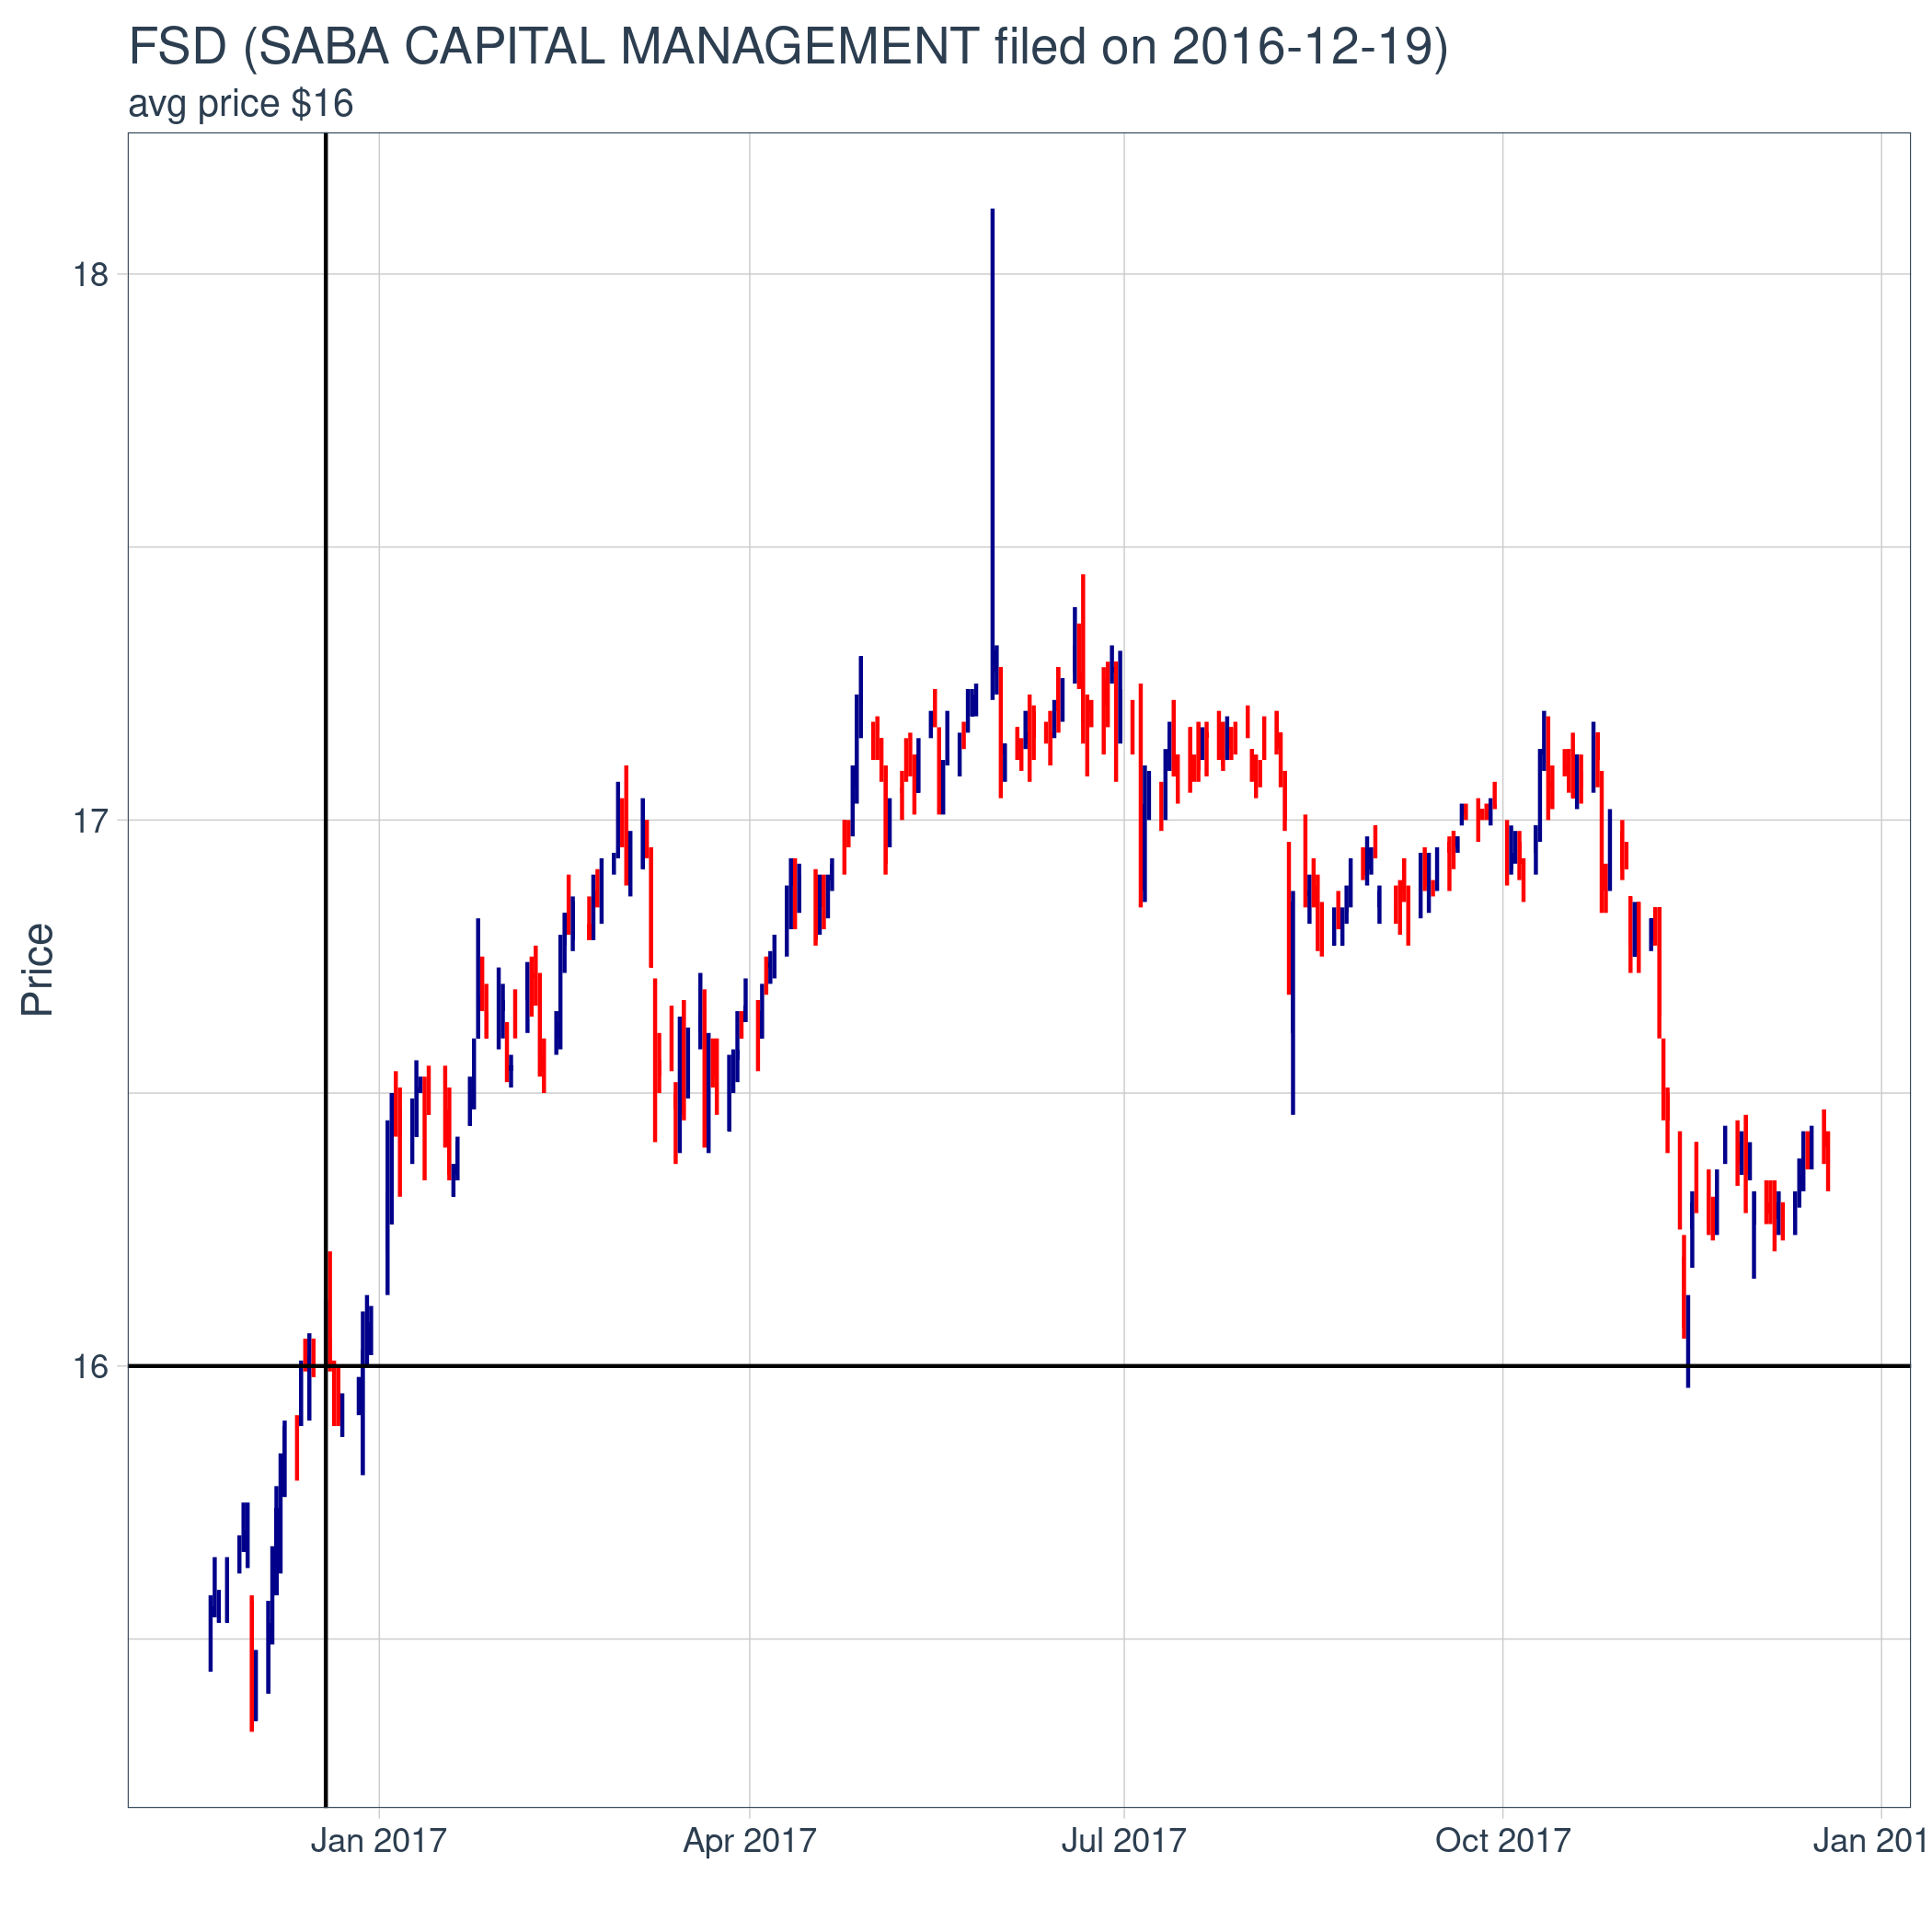 FSD (SABA CAPITAL MANAGEMENT filed on 2016-12-19)
avg price $16
18
17
16
Price
Jan 2017 Apr 2017 Jul 2017 Oct 2017 Jan 201